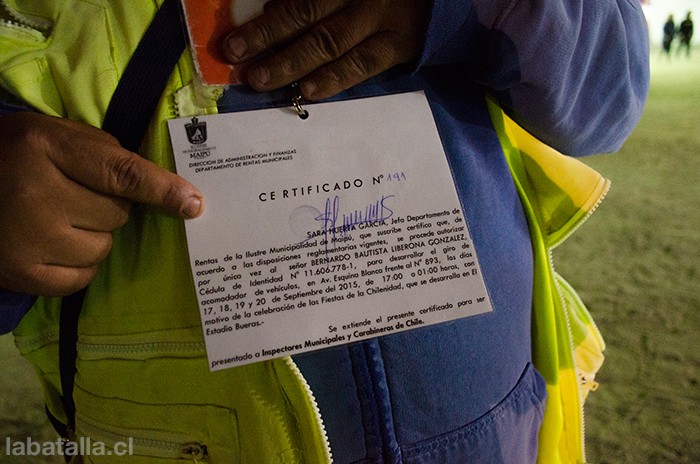 MAIPÚ
DIRECCION DE ADMINISTRACION Y FINANZAS
DEPARTAMENTO DE RENTAS MUNICIPALES
CERTIFICADO Nº 191
SARA HUERTA GARCIA, Jefa Departamento de
Rentas de la Ilustre Municipalidad de Maipú, que suscribe certifica que, de
acuerdo a las disposiciones reglamentarias vigentes, se procede autorizar
por única vez al señor BERNARDO BAUTISTA LIBERONA GONZALEZ,
Cédula de Identidad Nº 11.606.778-1, para desarrollar el giro de
acomodador de vehículos, en Av. Esquina Blanca frente al Nº 893, los días
17, 18, 19 y 20 de Septiembre del 2015, de 17:00 a 01:00 horas, con
motivo de la celebración de las Fiestas de la Chilenidad, que se desarrolla en El
Estadio Bueras.-
Se extiende el presente certificado para ser
presentado a Inspectores Municipales y Carabineros de Chile.
labatalla.cl